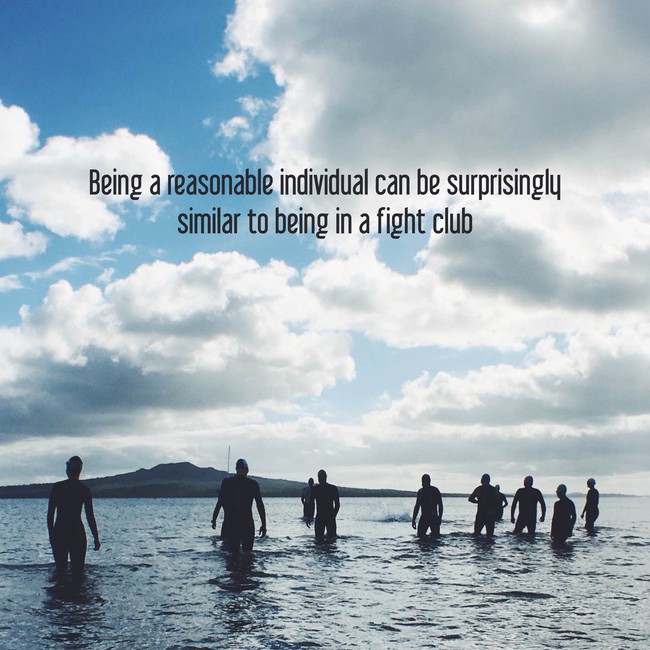 Being a reasonable individual can be surprisingly
similar to being in a fight club